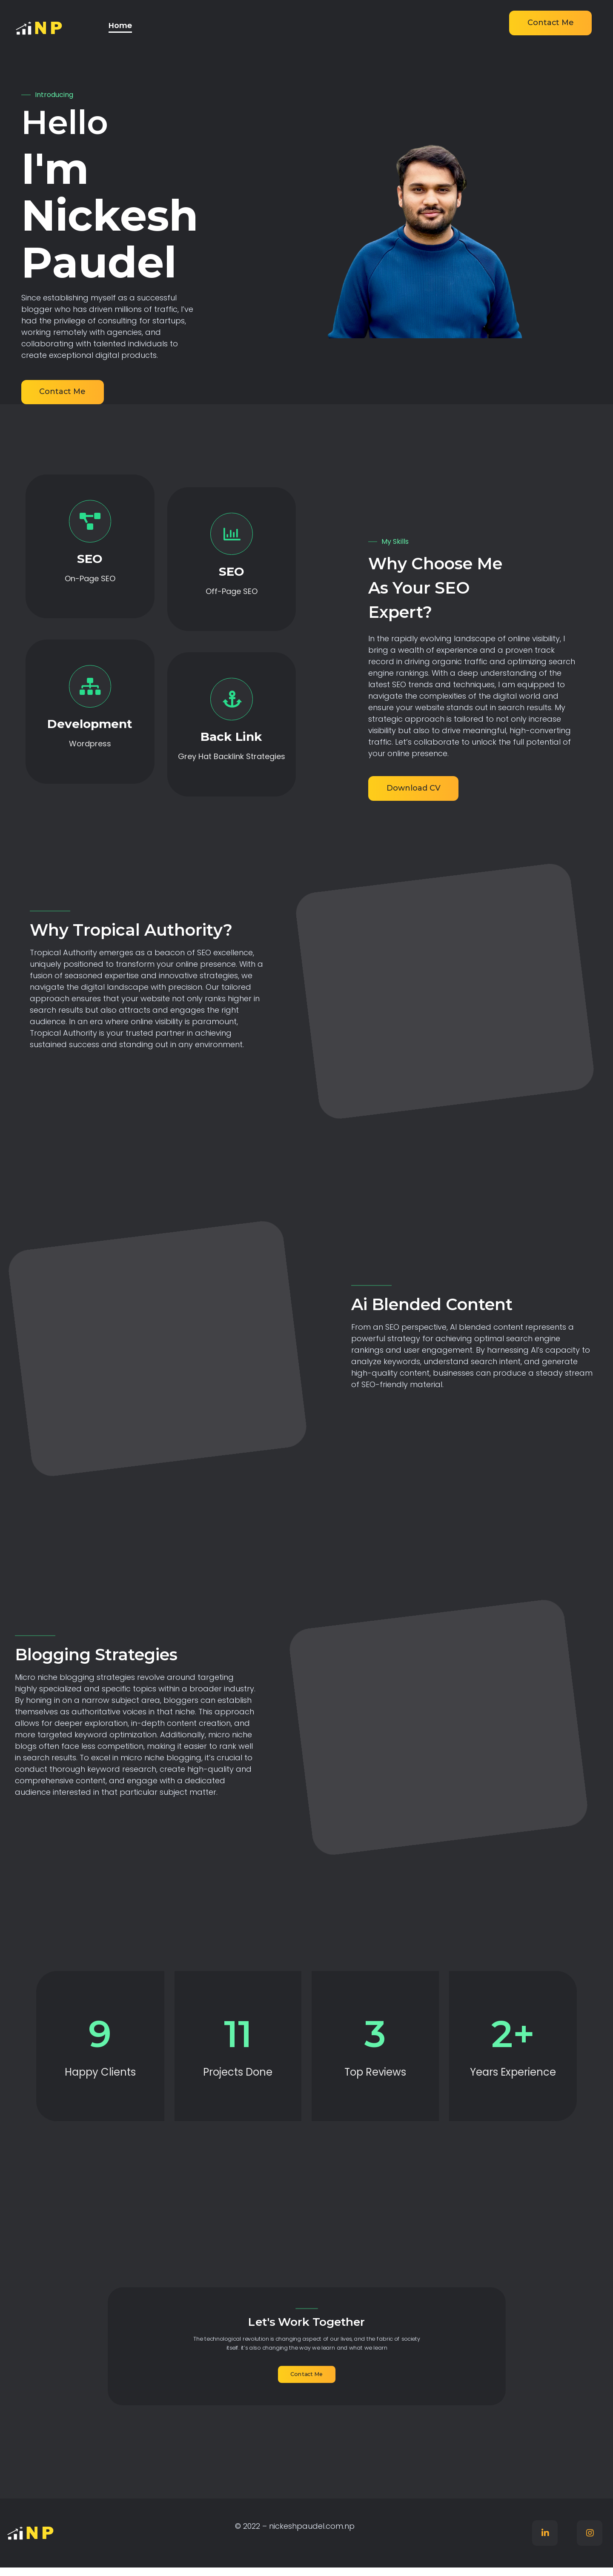 NP
Home
Contact Me
Introducing
Hello
I'm
Nickesh
Paudel
Since establishing myself as a successful
blogger who has driven millions of traffic, I've
had the privilege of consulting for startups,
working remotely with agencies, and
collaborating with talented individuals to
create exceptional digital products.
Contact Me
SEO
On-Page SEO
SEO
Off-Page SEO
Development
Wordpress
Back Link
Grey Hat Backlink Strategies
My Skills
Why Choose Me
As Your SEO
Expert?
In the rapidly evolving landscape of online visibility, I
bring a wealth of experience and a proven track
record in driving organic traffic and optimizing search
engine rankings. With a deep understanding of the
latest SEO trends and techniques, I am equipped to
navigate the complexities of the digital world and
ensure your website stands out in search results. My
strategic approach is tailored to not only increase
visibility but also to drive meaningful, high-converting
traffic. Let's collaborate to unlock the full potential of
your online presence.
Download CV
Why Tropical Authority?
Tropical Authority emerges as a beacon of SEO excellence,
uniquely positioned to transform your online presence. With a
fusion of seasoned expertise and innovative strategies, we
navigate the digital landscape with precision. Our tailored
approach ensures that your website not only ranks higher in
search results but also attracts and engages the right
audience. In an era where online visibility is paramount,
Tropical Authority is your trusted partner in achieving
sustained success and standing out in any environment.
Ai Blended Content
From an SEO perspective, AI blended content represents a
powerful strategy for achieving optimal search engine
rankings and user engagement. By harnessing AI's capacity to
analyze keywords, understand search intent, and generate
high-quality content, businesses can produce a steady stream
of SEO-friendly material.
Blogging Strategies
Micro niche blogging strategies revolve around targeting
highly specialized and specific topics within a broader industry.
By honing in on a narrow subject area, bloggers can establish
themselves as authoritative voices in that niche. This approach
allows for deeper exploration, in-depth content creation, and
more targeted keyword optimization. Additionally, micro niche
blogs often face less competition, making it easier to rank well
in search results. To excel in micro niche blogging, it's crucial to
conduct thorough keyword research, create high-quality and
comprehensive content, and engage with a dedicated
audience interested in that particular subject matter.
9
Happy Clients
11
Projects Done
3
Top Reviews
2+
Years Experience
Let's Work Together
The technological revolution is changing aspect of our lives, and the fabric of society
itself. it's also changing the way we learn and what we learn
Contact Me
NP
© 2022 – nickeshpaudel.com.np
in